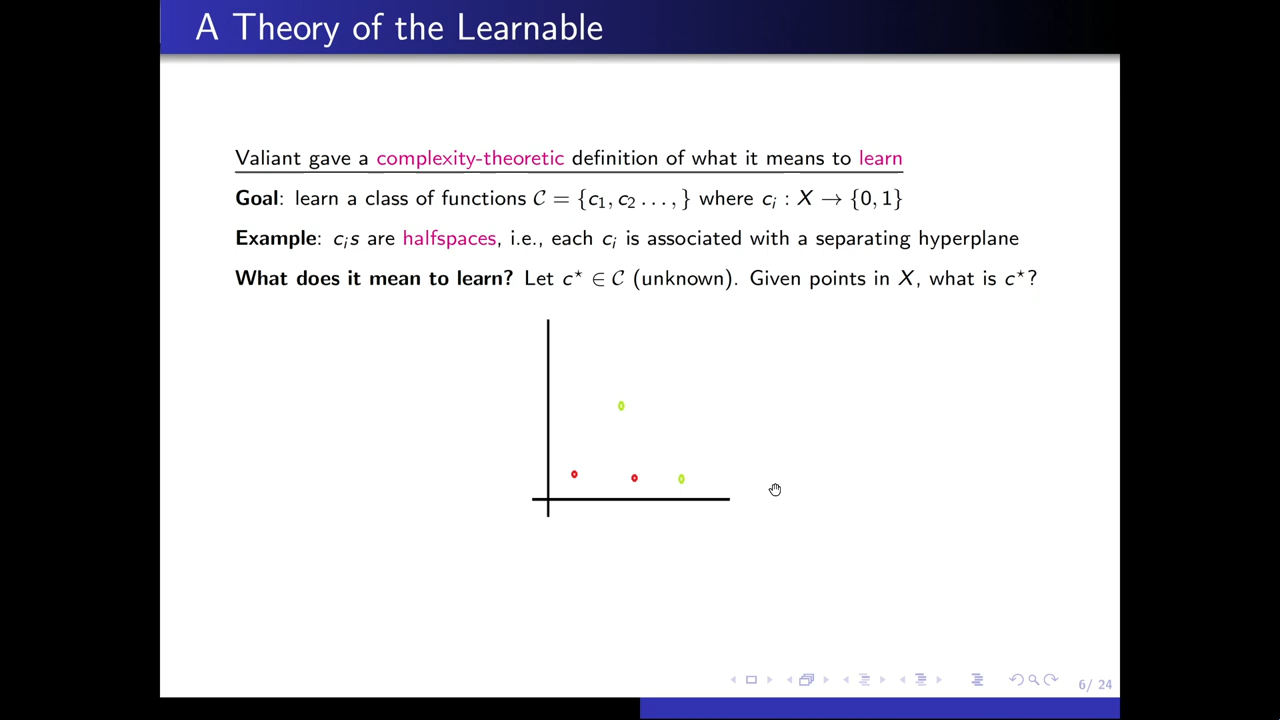 A Theory of the Learnable
Valiant gave a complexity-theoretic definition of what it means to learn
Goal: learn a class of functions 𝒞 = {c₁, c₂ . . . , } where cᵢ : X → {0, 1}
Example: cᵢs are halfspaces, i.e., each cᵢ is associated with a separating hyperplane
What does it mean to learn? Let c⋆ ∈ 𝒞 (unknown). Given points in X, what is c⋆?
6/ 24